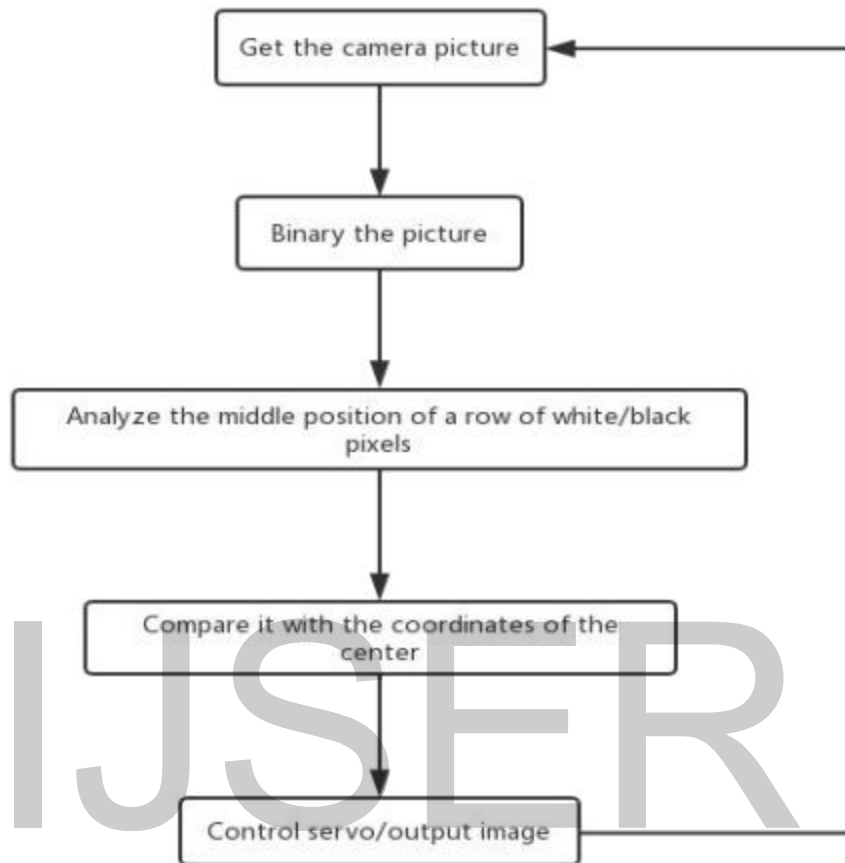 Get the camera picture
Binary the picture
Analyze the middle position of a row of white/black
pixels
Compare it with the coordinates of the
center
Control servo/output image
IJSER